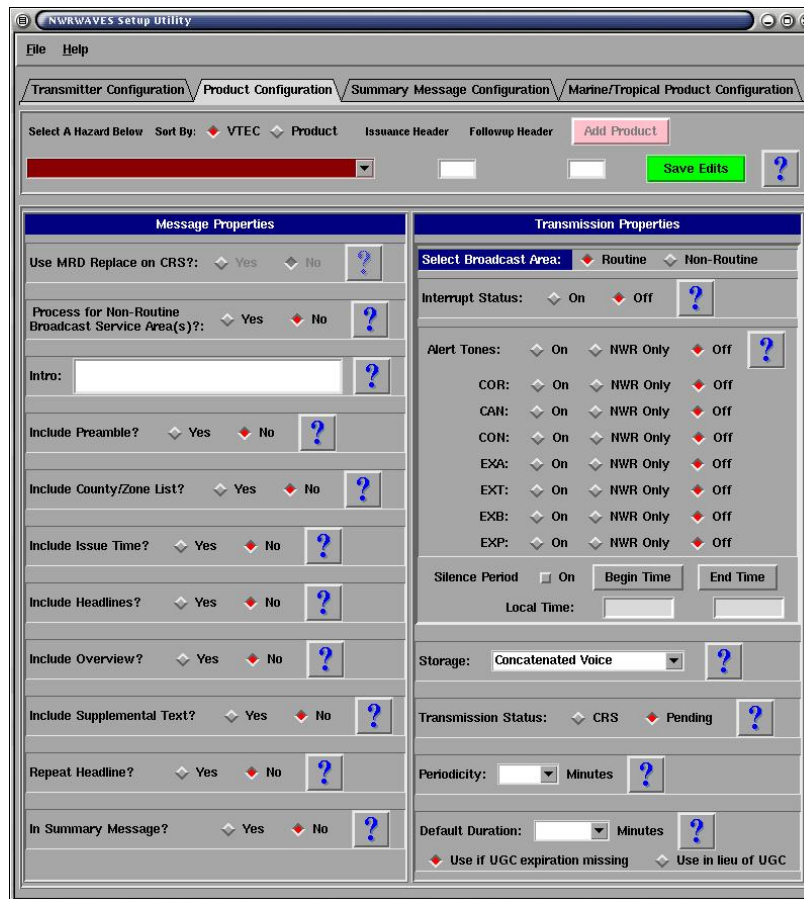 NWRWAVES Setup Utility
File Help
Transmitter Configuration Product Configuration Summary Message Configuration Marine/Tropical Product Configuration
Select A Hazard Below Sort By: VTEC Product Issuance Header Followup Header Add Product
Save Edits ?
Message Properties
Use MRD Replace on CRS?: Yes No ?
Process for Non-Routine
Broadcast Service Area(s)?: Yes No ?
Intro: ?
Include Preamble? Yes No ?
Include County/Zone List? Yes No ?
Include Issue Time? Yes No ?
Include Headlines? Yes No ?
Include Overview? Yes No ?
Include Supplemental Text? Yes No ?
Repeat Headline? Yes No ?
In Summary Message? Yes No ?
Transmission Properties
Select Broadcast Area: Routine Non-Routine
Interrupt Status: On Off ?
Alert Tones: On NWR Only Off ?
COR: On NWR Only Off
CAN: On NWR Only Off
CON: On NWR Only Off
EXA: On NWR Only Off
EXT: On NWR Only Off
EXB: On NWR Only Off
EXP: On NWR Only Off
Silence Period On Begin Time End Time
Local Time:
Storage: Concatenated Voice ?
Transmission Status: CRS Pending ?
Periodicity: Minutes ?
Default Duration: Minutes ?
Use if UGC expiration missing Use in lieu of UGC